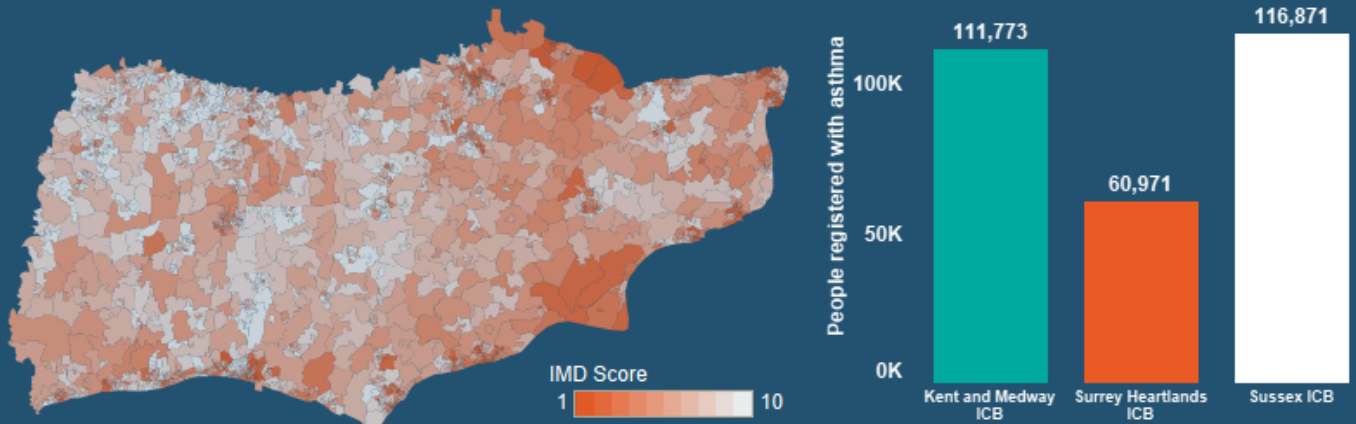 IMD Score
1
10
People registered with asthma
100K
50K
0K
111,773
60,971
116,871
Kent and Medway
ICB
Surrey Heartlands
ICB
Sussex ICB